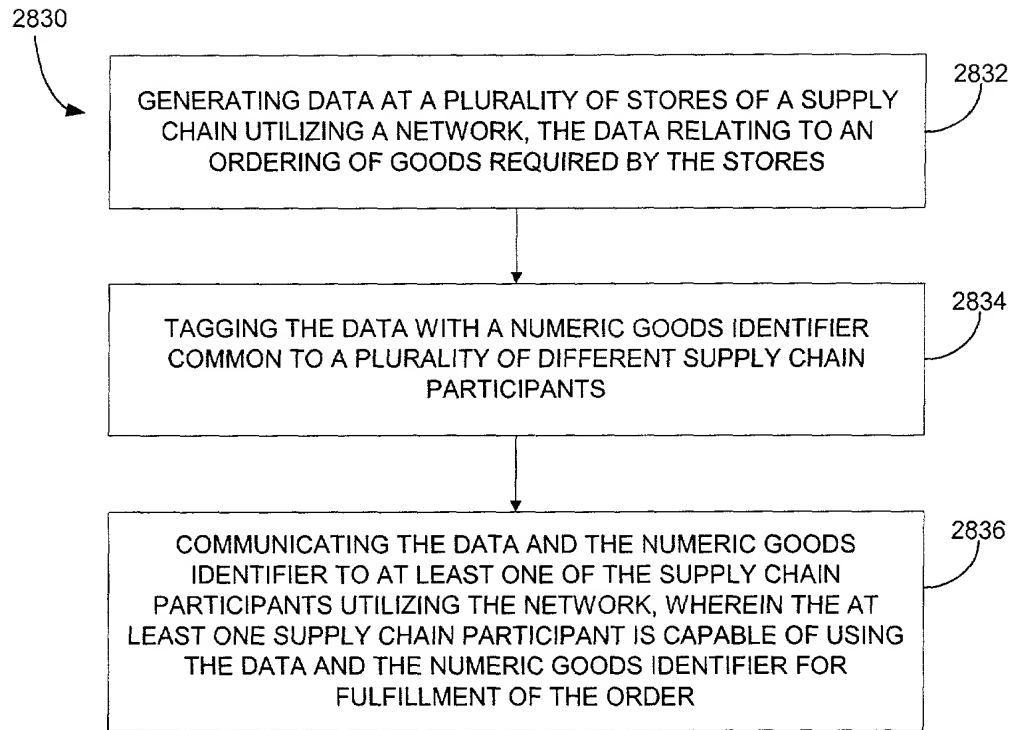 2830
2832
GENERATING DATA AT A PLURALITY OF STORES OF A SUPPLY
CHAIN UTILIZING A NETWORK, THE DATA RELATING TO AN
ORDERING OF GOODS REQUIRED BY THE STORES
2834
TAGGING THE DATA WITH A NUMERIC GOODS IDENTIFIER
COMMON TO A PLURALITY OF DIFFERENT SUPPLY CHAIN
PARTICIPANTS
2836
COMMUNICATING THE DATA AND THE NUMERIC GOODS
IDENTIFIER TO AT LEAST ONE OF THE SUPPLY CHAIN
PARTICIPANTS UTILIZING THE NETWORK, WHEREIN THE AT
LEAST ONE SUPPLY CHAIN PARTICIPANT IS CAPABLE OF USING
THE DATA AND THE NUMERIC GOODS IDENTIFIER FOR
FULFILLMENT OF THE ORDER